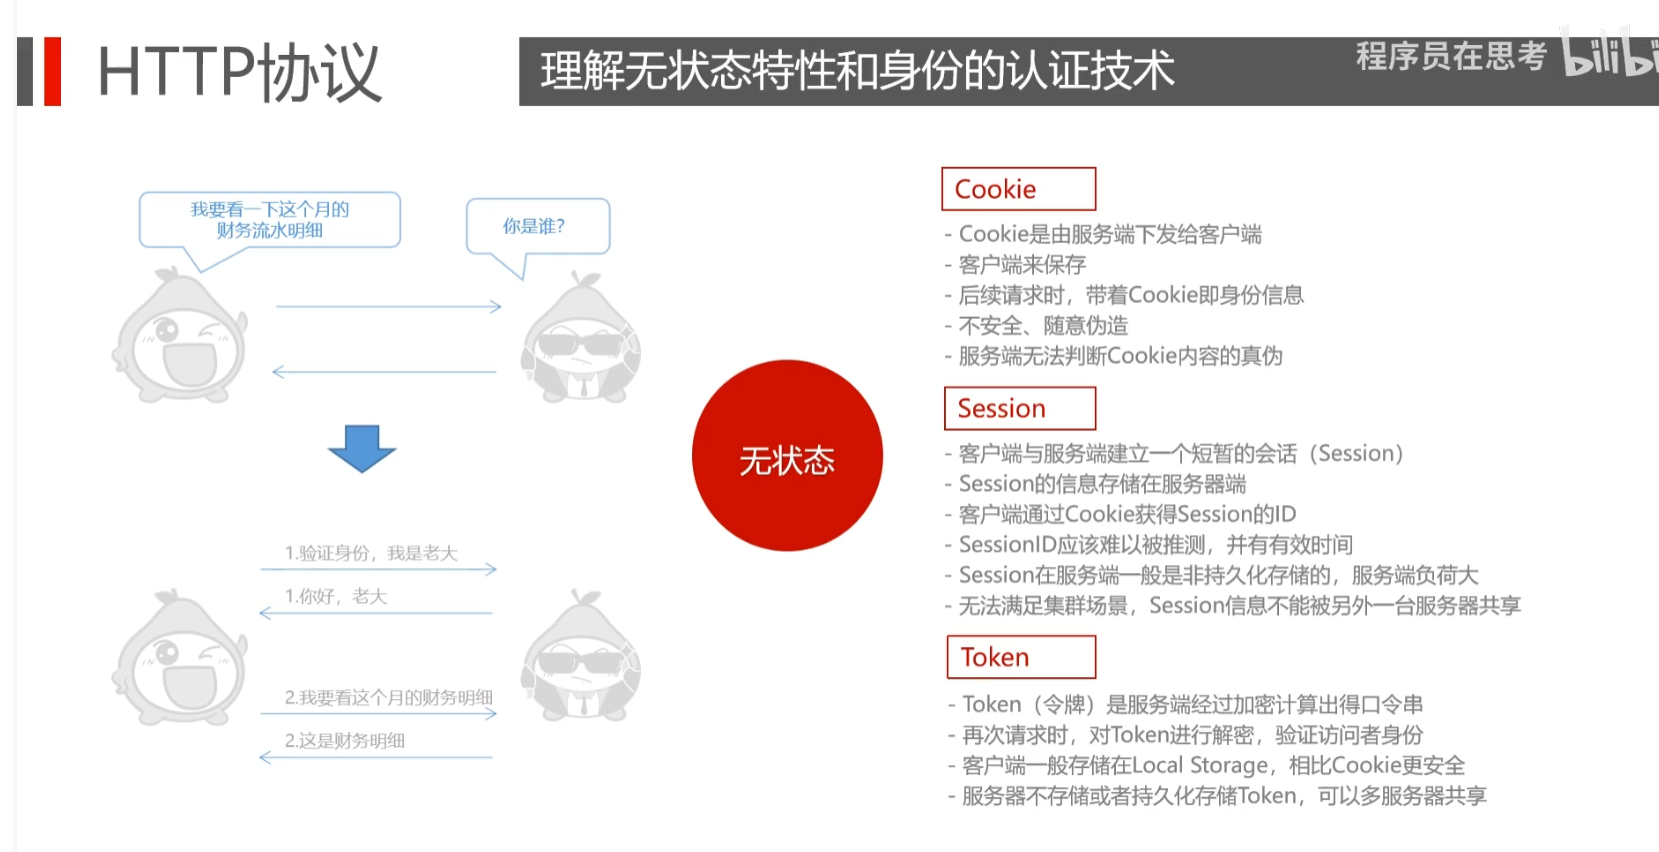 HTTP协议
理解无状态特性和身份的认证技术
程序员在思考
我要看一下这个月的
财务流水明细
你是谁?
1.验证身份，我是老大
1.你好，老大
2.我要看这个月的财务明细
2.这是财务明细
无状态
Cookie
- Cookie是由服务端下发给客户端
- 客户端来保存
- 后续请求时，带着Cookie即身份信息
- 不安全、随意伪造
- 服务端无法判断Cookie内容的真伪
Session
- 客户端与服务端建立一个短暂的会话（Session）
- Session的信息存储在服务器端
- 客户端通过Cookie获得Session的ID
- SessionID应该难以被推测，并有有效时间
- Session在服务端一般是非持久化存储的，服务端负荷大
- 无法满足集群场景，Session信息不能被另外一台服务器共享
Token
- Token（令牌）是服务端经过加密计算出得口令串
- 再次请求时，对Token进行解密，验证访问者身份
- 客户端一般存储在Local Storage，相比Cookie更安全
- 服务器不存储或者持久化存储Token，可以多服务器共享